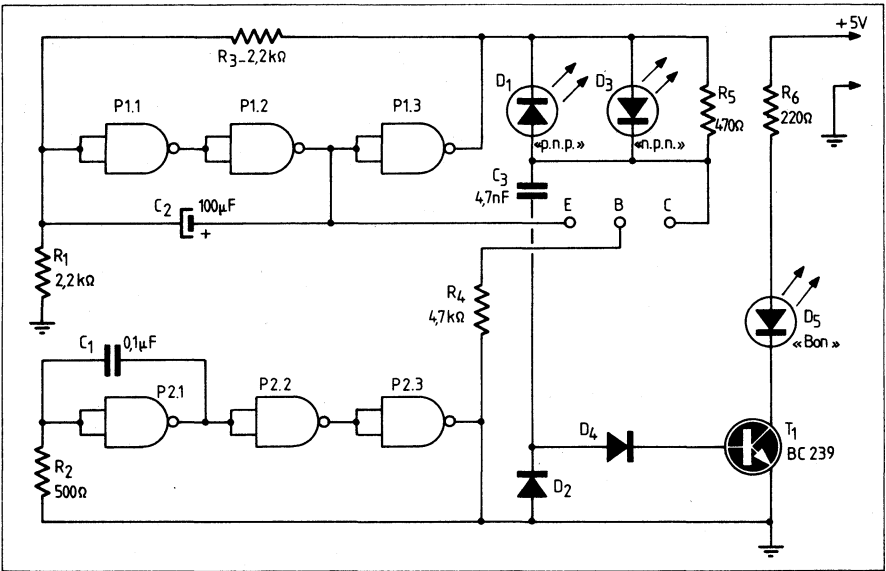 +5V
R3_2,2kΩ
P1.1
P1.2
P1.3
D1
«p.n.p.»
D3
«n.p.n.»
R5
470Ω
R6
220Ω
C2
100μF
+
C3
4,7nF
E
B
C
R1
2,2kΩ
R4
4,7kΩ
D5
«Bon»
C1
0,1μF
P2.1
P2.2
P2.3
R2
500Ω
D4
D2
T1
BC 239